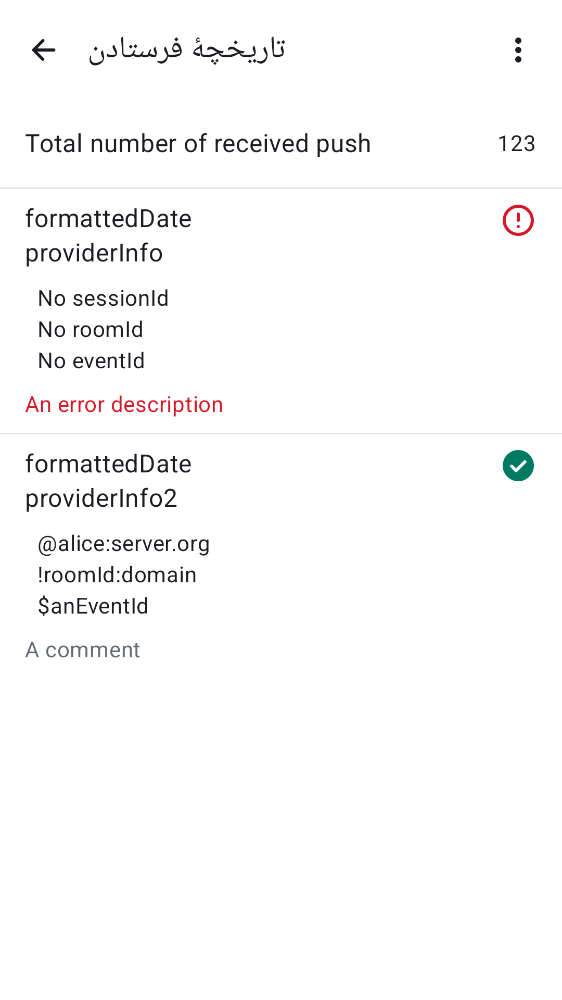 تاریخچهٔ فرستادن
Total number of received push 123
formattedDate
providerInfo
No sessionId
No roomId
No eventId
An error description
formattedDate
providerInfo2
@alice:server.org
!roomId:domain
$anEventId
A comment